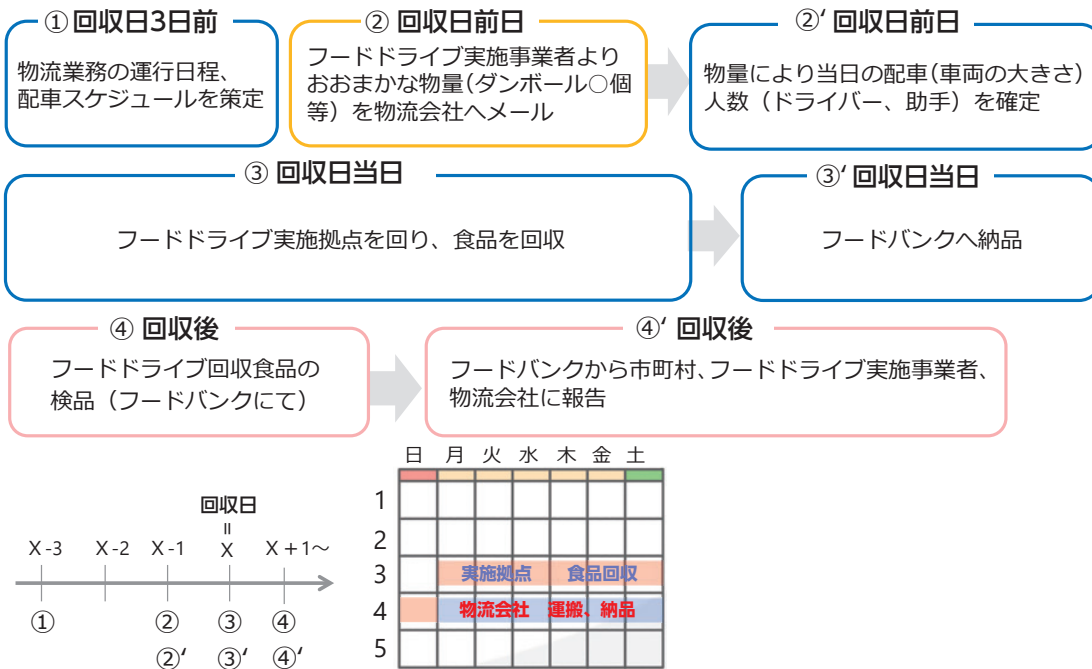 ① 回収日3日前
物流業務の運行日程、
配車スケジュールを策定
② 回収日前日
フードドライブ実施事業者より
おおまかな物量(ダンボール○個
等）を物流会社へメール
②‘ 回収日前日
物量により当日の配車(車両の大きさ)
人数（ドライバー、助手）を確定
③ 回収日当日
フードドライブ実施拠点を回り、食品を回収
③‘ 回収日当日
フードバンクへ納品
④ 回収後
フードドライブ回収食品の
検品（フードバンクにて）
④‘ 回収後
フードバンクから市町村、フードドライブ実施事業者、
物流会社に報告
回収日
=
X-3 X-2 X-1 X X+1～
① ② ③ ④
②‘ ③‘ ④‘
日 月 火 水 木 金 土
1
2
3 実施拠点 食品回収
4 物流会社 運搬、納品
5